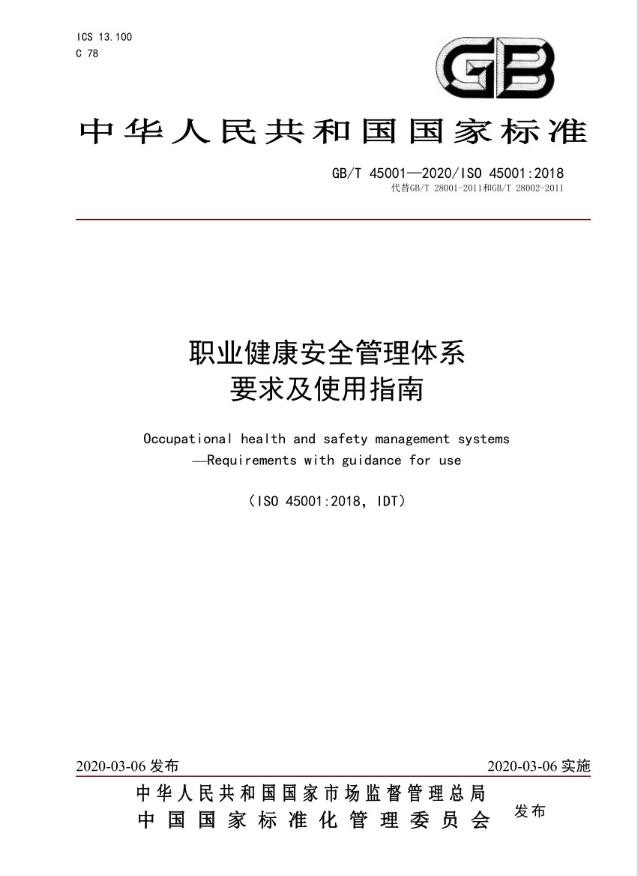 ICS 13.100
C 78
GB
中华人民共和国国家标准
GB/T 45001—2020/ISO 45001:2018
代替GB/T 28001-2011和GB/T 28002-2011
职业健康安全管理体系
要求及使用指南
Occupational health and safety management systems
—Requirements with guidance for use
（ISO 45001:2018, IDT）
2020-03-06 发布
2020-03-06 实施
中华人民共和国国家市场监督管理总局
中国国家标准化管理委员会
发布